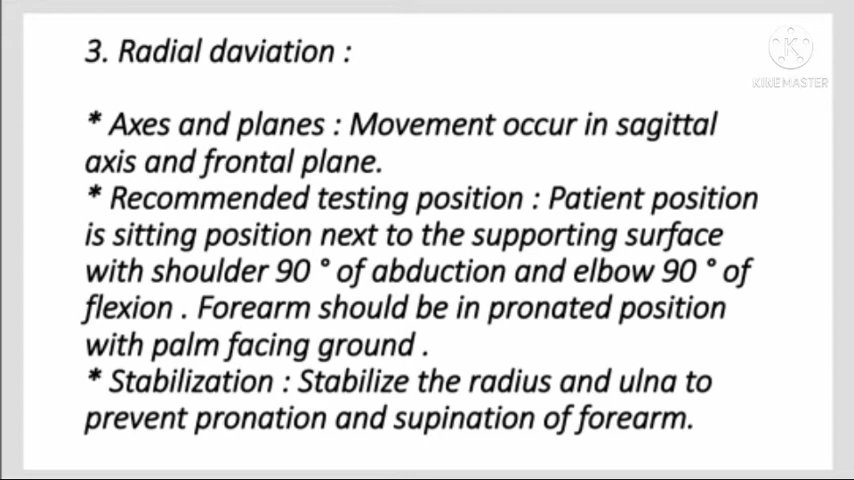 3. Radial daviation :
K
KINEMASTER
* Axes and planes : Movement occur in sagittal
axis and frontal plane.
* Recommended testing position : Patient position
is sitting position next to the supporting surface
with shoulder 90 ° of abduction and elbow 90 ° of
flexion . Forearm should be in pronated position
with palm facing ground .
* Stabilization : Stabilize the radius and ulna to
prevent pronation and supination of forearm.